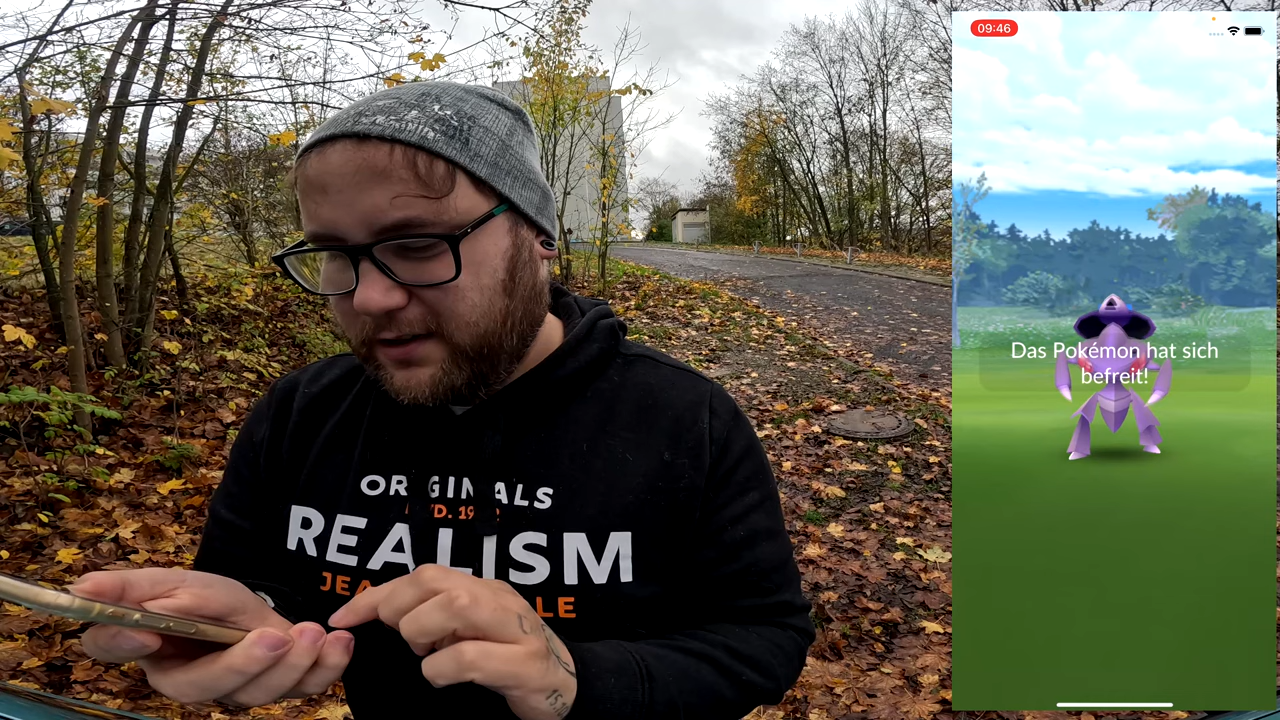 ORIGINALS
REALISM
09:46
Das Pokémon hat sich
befreit!